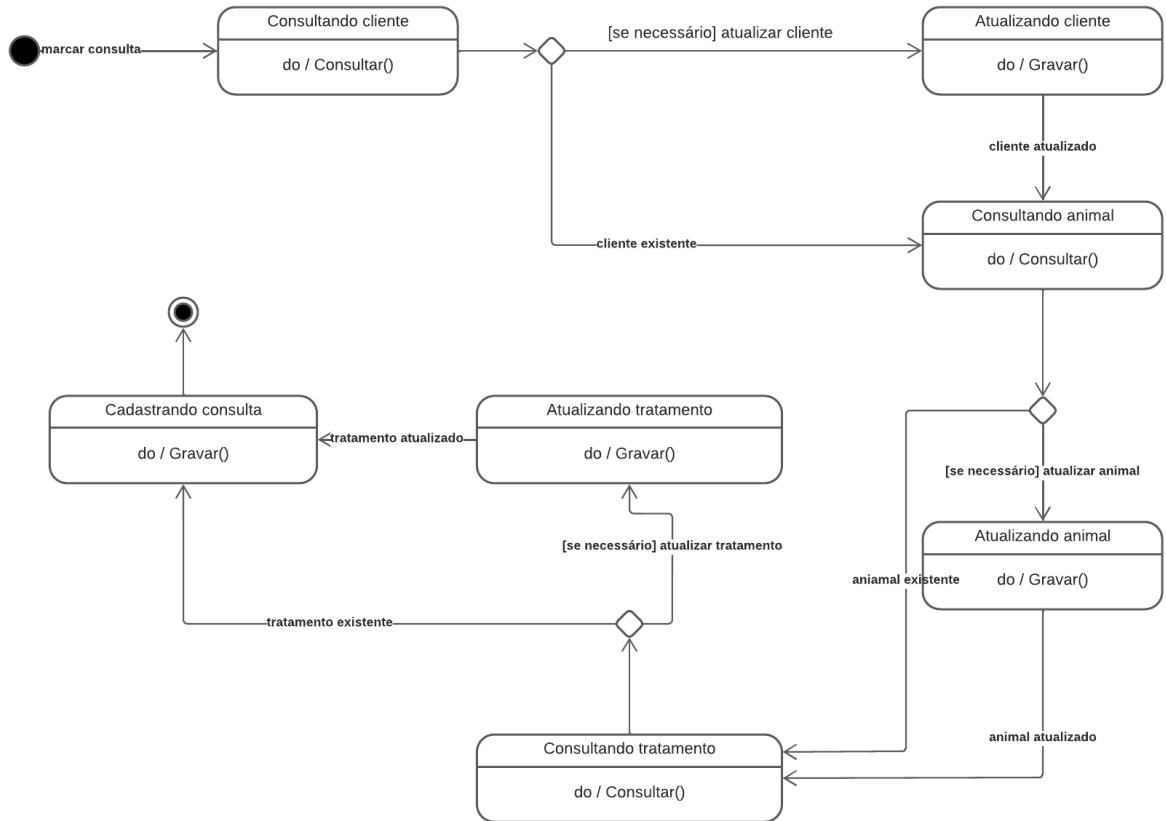 marcar consulta
Consultando cliente
do / Consultar()
[se necessário] atualizar cliente
Atualizando cliente
do / Gravar()
cliente atualizado
cliente existente
Consultando animal
do / Consultar()
Cadastrando consulta
do / Gravar()
tratamento atualizado
Atualizando tratamento
do / Gravar()
[se necessário] atualizar animal
Atualizando animal
do / Gravar()
[se necessário] atualizar tratamento
aniamal existente
tratamento existente
animal atualizado
Consultando tratamento
do / Consultar()